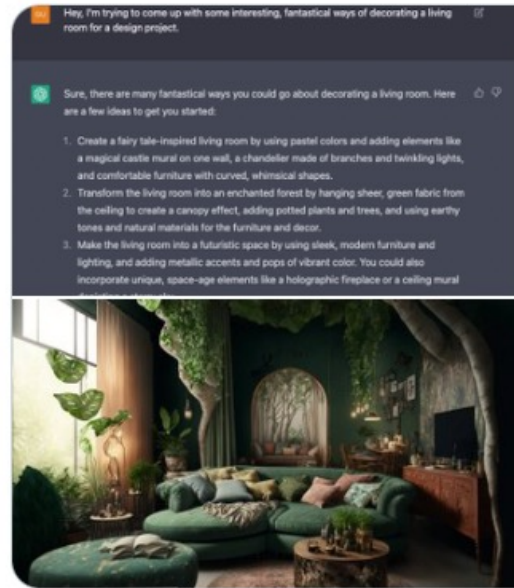 Hey, I'm trying to come up with some interesting, fantastical ways of decorating a living
room for a design project.
Sure, there are many fantastical ways you could go about decorating a living room. Here
are a few ideas to get you started:
1. Create a fairy tale-inspired living room by using pastel colors and adding elements like
a magical castle mural on one wall, a chandelier made of branches and twinkling lights,
and comfortable furniture with curved, whimsical shapes.
2. Transform the living room into an enchanted forest by hanging sheer, green fabric from
the ceiling to create a canopy effect, adding potted plants and trees, and using earthy
tones and natural materials for the furniture and decor.
3. Make the living room into a futuristic space by using sleek, modern furniture and
lighting, and adding metallic accents and pops of vibrant color. You could also
incorporate unique, space-age elements like a holographic fireplace or a ceiling mural